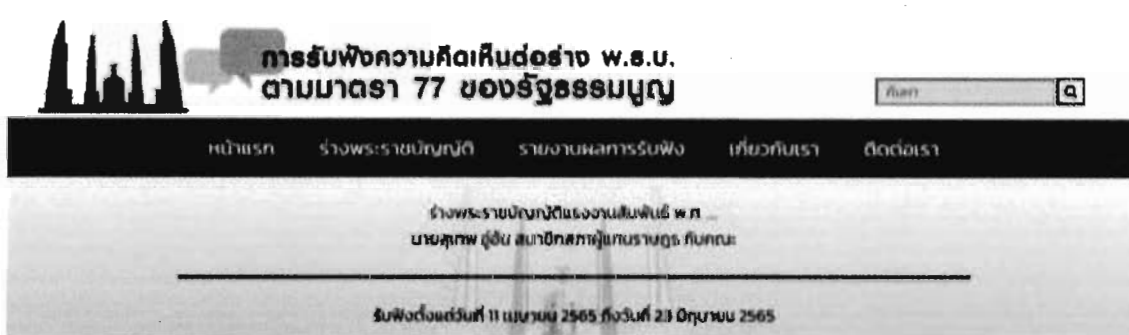 การรับฟังความคิดเห็นต่อร่าง พ.ร.บ.
ตามมาตรา 77 ของรัฐธรรมนูญ
ค้นหา
หน้าแรก ร่างพระราชบัญญัติ รายงานผลการรับฟัง เกี่ยวกับเรา ติดต่อเรา
ร่างพระราชบัญญัติแรงงานสัมพันธ์ พ.ศ. ...
นายสุเทพ อู่อ้น สมาชิกสภาผู้แทนราษฎร กับคณะ
รับฟังตั้งแต่วันที่ 11 เมษายน 2565 ถึงวันที่ 23 มิถุนายน 2565